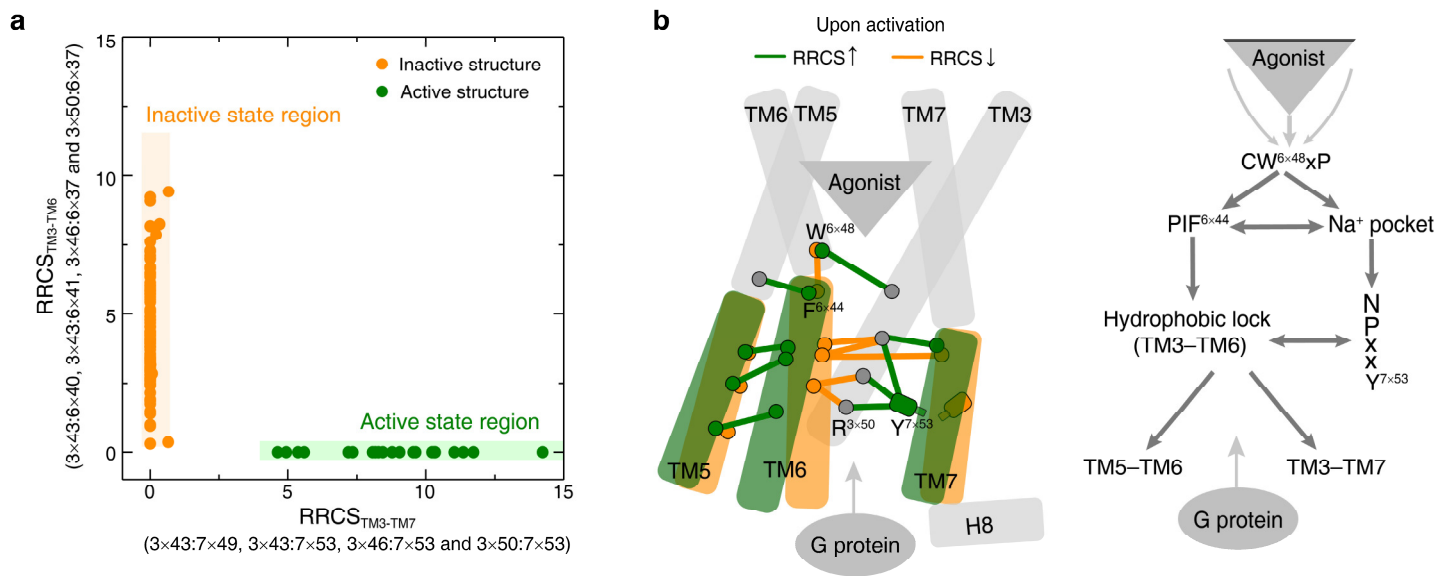 a
15
10
5
0
0
5
10
15
RRCSTM3-TM6
(3×43:6×40, 3×43:6×41, 3×46:6×37 and 3×50:6×37)
Inactive structure
Active structure
Inactive state region
Active state region
RRCSTM3-TM7
(3×43:7×49, 3×43:7×53, 3×46:7×53 and 3×50:7×53)
b
Upon activation
RRCS↑ RRCS↓
TM6 TM5 TM7 TM3
Agonist
W6×48
F6×44
R3×50 Y7×53
TM5 TM6 TM7
H8
G protein
Agonist
CW6×48xP
PIF6×44 Na+ pocket
Hydrophobic lock
(TM3–TM6)
N
P
x
x
Y7×53
TM5–TM6 TM3–TM7
G protein